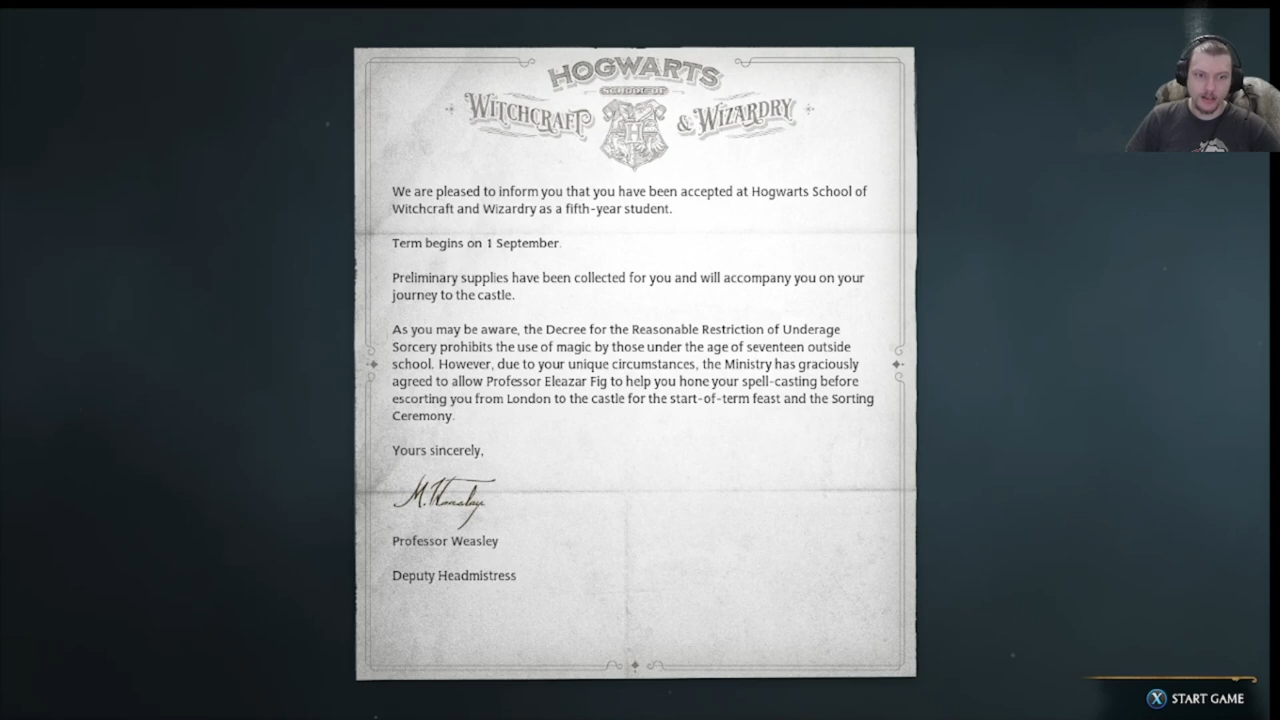 HOGWARTS
SCHOOL OF
WITCHCRAFT & WIZARDRY
H
We are pleased to inform you that you have been accepted at Hogwarts School of
Witchcraft and Wizardry as a fifth-year student.
Term begins on 1 September.
Preliminary supplies have been collected for you and will accompany you on your
journey to the castle.
As you may be aware, the Decree for the Reasonable Restriction of Underage
Sorcery prohibits the use of magic by those under the age of seventeen outside
school. However, due to your unique circumstances, the Ministry has graciously
agreed to allow Professor Eleazar Fig to help you hone your spell-casting before
escorting you from London to the castle for the start-of-term feast and the Sorting
Ceremony.
Yours sincerely,
M. Weasley
Professor Weasley
Deputy Headmistress
X START GAME